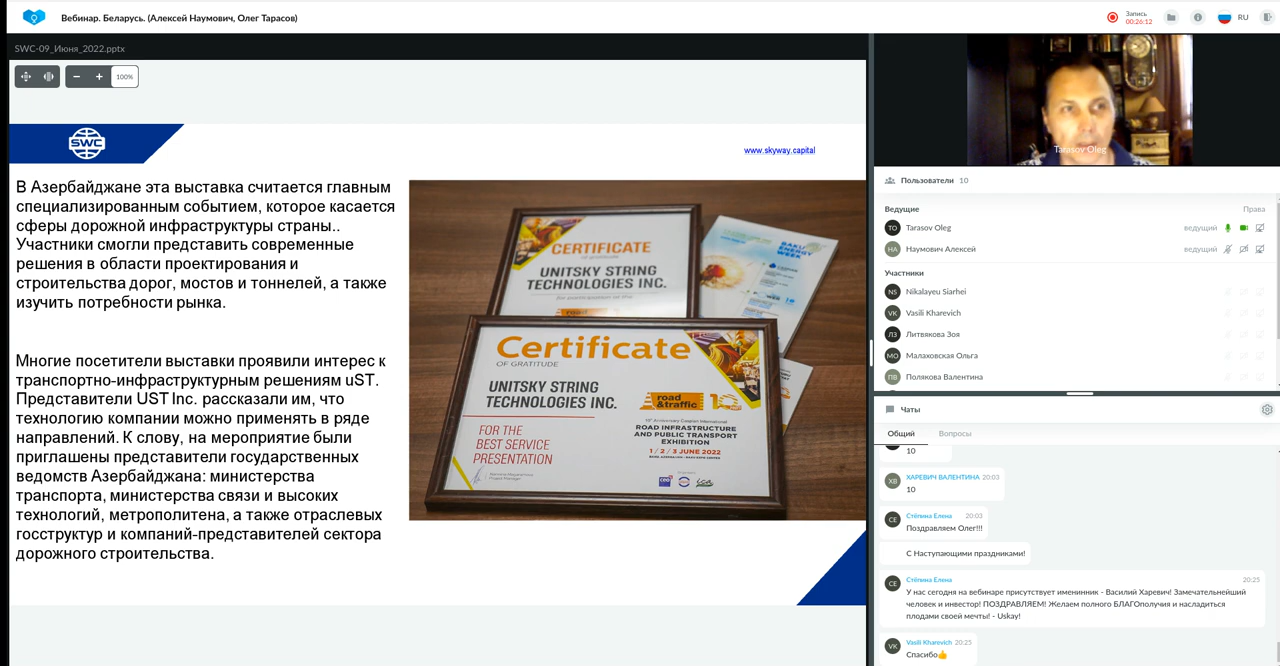 Вебинар. Беларусь. (Алексей Наумович, Олег Тарасов)
Запись
00:26:12
RU
SWC-09_Июня_2022.pptx
100%
SWC
www.skyway.capital
В Азербайджане эта выставка считается главным
специализированным событием, которое касается
сферы дорожной инфраструктуры страны..
Участники смогли представить современные
решения в области проектирования и
строительства дорог, мостов и тоннелей, а также
изучить потребности рынка.
Многие посетители выставки проявили интерес к
транспортно-инфраструктурным решениям uST.
Представители UST Inc. рассказали им, что
технологию компании можно применять в ряде
направлений. К слову, на мероприятие были
приглашены представители государственных
ведомств Азербайджана: министерства
транспорта, министерства связи и высоких
технологий, метрополитена, а также отраслевых
госструктур и компаний-представителей сектора
дорожного строительства.
CERTIFICATE
of gratitude
UNITSKY STRING
TECHNOLOGIES INC.
BAKU
ENERGY
WEEK
Certificate
OF GRATITUDE
UNITSKY STRING
TECHNOLOGIES INC.
road
&traffic
10
FOR THE
BEST SERVICE
PRESENTATION
ROAD INFRASTRUCTURE
AND PUBLIC TRANSPORT
EXHIBITION
1 / 2 / 3 JUNE 2022
Tarasov Oleg
Пользователи 10
Ведущие Права
TO Tarasov Oleg ведущий
НА Наумович Алексей ведущий
Участники
NS Nikalayeu Siarhei
VK Vasili Kharevich
ЛЗ Литвякова Зоя
МО Малаховская Ольга
ПВ Полякова Валентина
Чаты
Общий Вопросы
10
ХВ ХАРЕВИЧ ВАЛЕНТИНА 20:03
10
СЕ Стёпина Елена 20:03
Поздравляем Олег!!!
С Наступающими праздниками!
СЕ Стёпина Елена 20:25
У нас сегодня на вебинаре присутствует именинник - Василий Харевич! Замечательнейший
человек и инвестор! ПОЗДРАВЛЯЕМ! Желаем полного БЛАГОполучия и насладиться
плодами своей мечты! - Uskay!
VK Vasili Kharevich 20:25
Спасибо👍